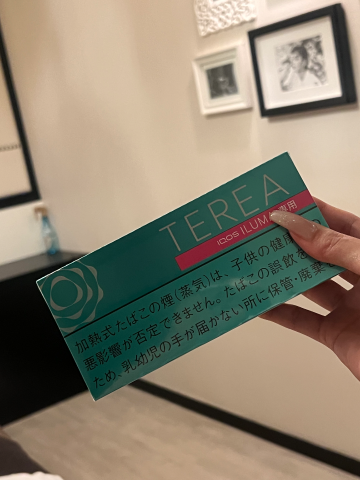 TEREA
IQOS ILUMA専用
加熱式たばこの煙(蒸気)は、子供の健
悪影響が否定できません。たばこの誤飲を
ため、乳幼児の手が届かない所に保管・廃棄